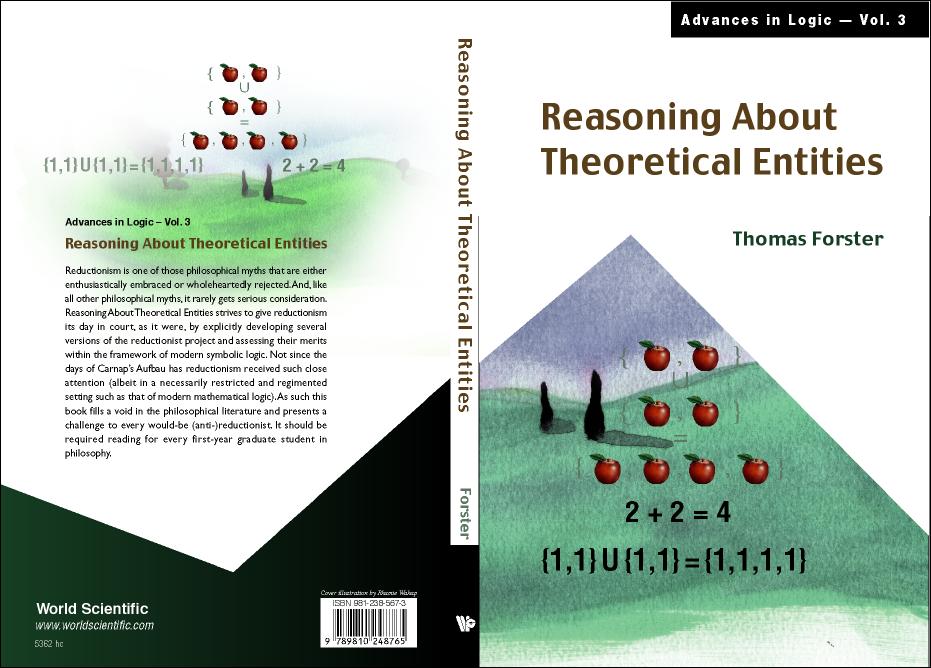 { , }
U
{ , }
=
{ , , , }
{1,1}U{1,1}={1,1,1,1} 2 + 2 = 4
Advances in Logic – Vol. 3
Reasoning About Theoretical Entities
Reductionism is one of those philosophical myths that are either
enthusiastically embraced or wholeheartedly rejected. And, like
all other philosophical myths, it rarely gets serious consideration.
Reasoning About Theoretical Entities strives to give reductionism
its day in court, as it were, by explicitly developing several
versions of the reductionist project and assessing their merits
within the framework of modern symbolic logic. Not since the
days of Carnap's Aufbau has reductionism received such close
attention (albeit in a necessarily restricted and regimented
setting such as that of modern mathematical logic). As such this
book fills a void in the philosophical literature and presents a
challenge to every would-be (anti-)reductionist. It should be
required reading for every first-year graduate student in
philosophy.
World Scientific
www.worldscientific.com
5362 hc
Cover illustration by
ISBN 981-238-567-3
9 789810 248765
Reasoning About Theoretical Entities
Forster
Advances in Logic — Vol. 3
Reasoning About
Theoretical Entities
Thomas Forster
{ , }
U
{ , }
=
{ }
2 + 2 = 4
{1,1}U{1,1}={1,1,1,1}